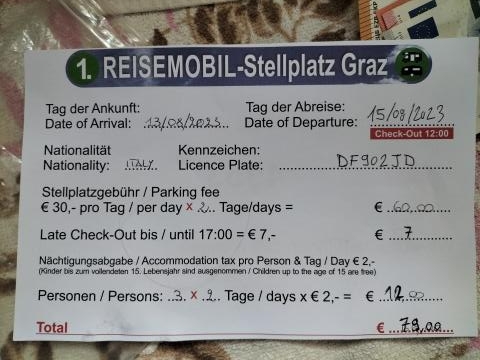 1. REISEMOBIL-Stellplatz Graz
Tag der Ankunft: Tag der Abreise:
Date of Arrival: 13/08/2023 Date of Departure: 15/08/2023
Check-Out 12:00
Nationalität Kennzeichen:
Nationality: ITALY Licence Plate: DF902JD
Stellplatzgebühr / Parking fee
€ 30,- pro Tag / per day x 2 Tage/days = € 60,00
Late Check-Out bis / until 17:00 = € 7,- € 7
Nächtigungsabgabe / Accommodation tax pro Person & Tag / Day € 2,-
(Kinder bis zum vollendeten 15. Lebensjahr sind ausgenommen / Children up to the age of 15 are free)
Personen / Persons: 3 x 2 Tage / days x € 2,- = € 12,00
Total € 79,00